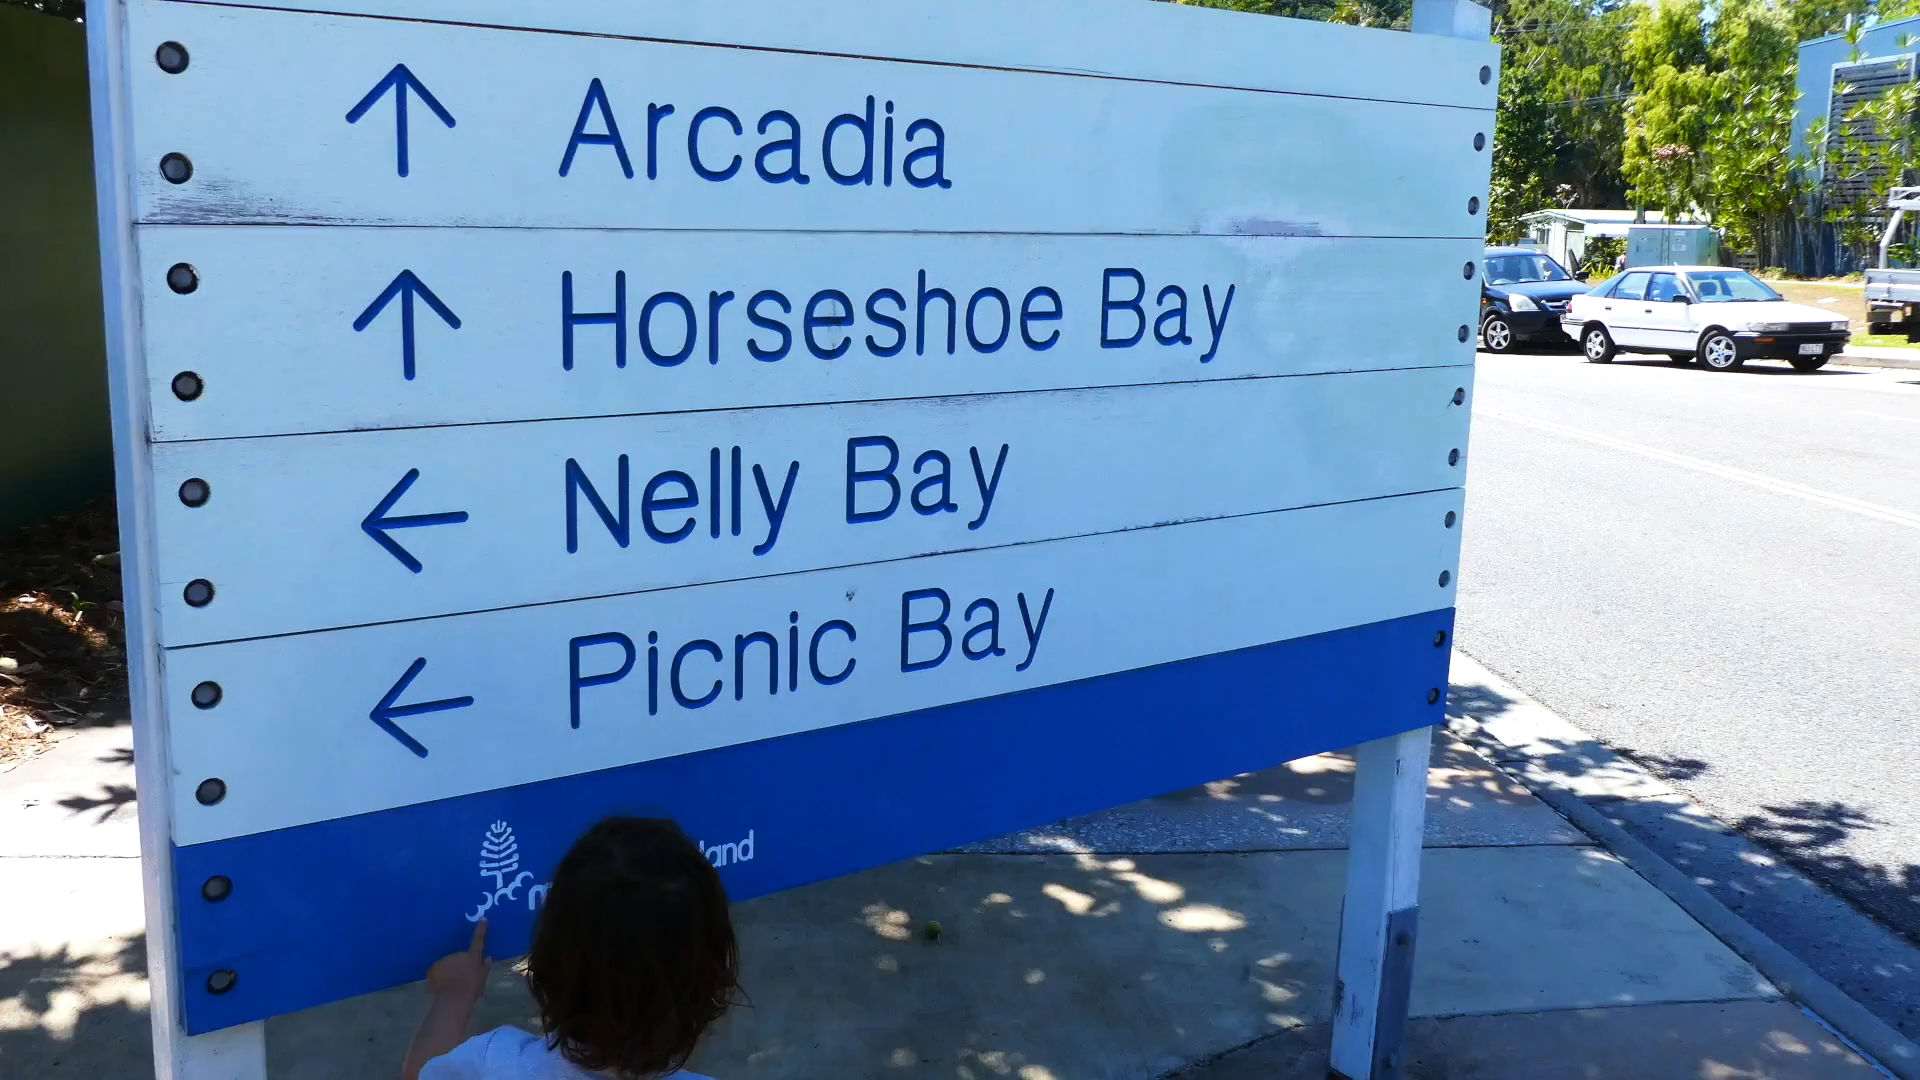 ↑ Arcadia
↑ Horseshoe Bay
← Nelly Bay
← Picnic Bay